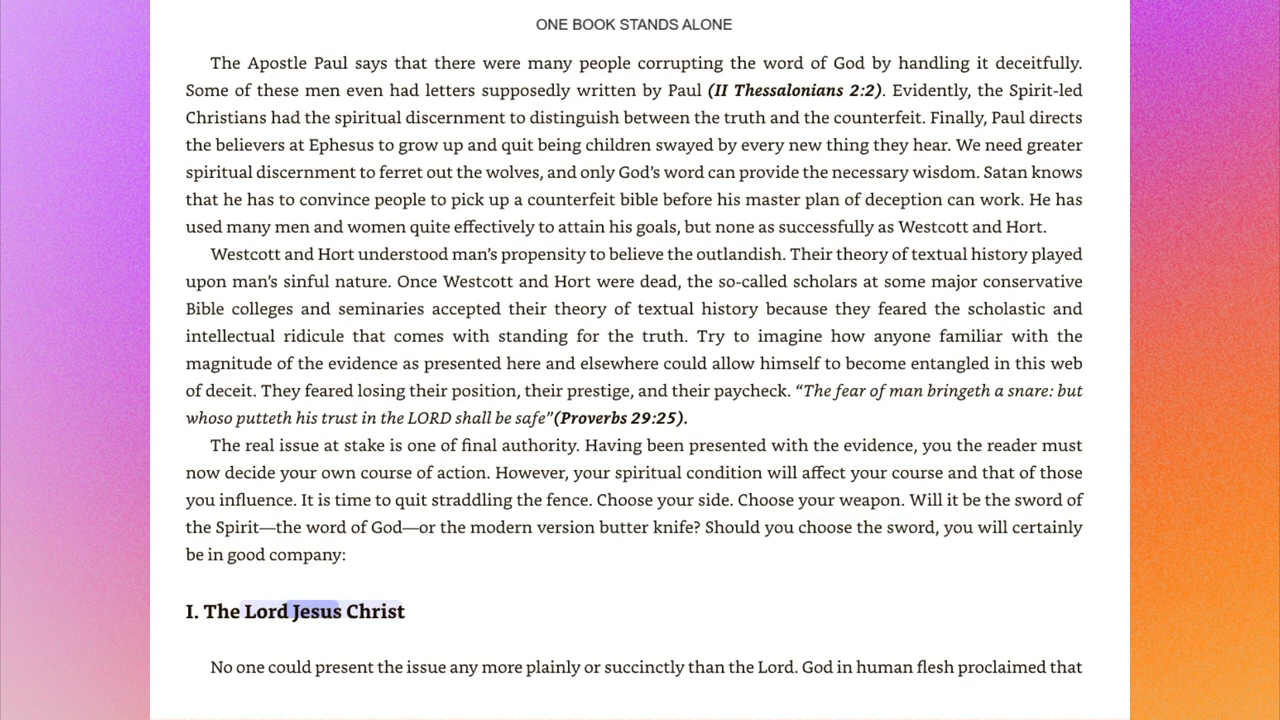 ONE BOOK STANDS ALONE
The Apostle Paul says that there were many people corrupting the word of God by handling it deceitfully.
Some of these men even had letters supposedly written by Paul (II Thessalonians 2:2). Evidently, the Spirit-led
Christians had the spiritual discernment to distinguish between the truth and the counterfeit. Finally, Paul directs
the believers at Ephesus to grow up and quit being children swayed by every new thing they hear. We need greater
spiritual discernment to ferret out the wolves, and only God’s word can provide the necessary wisdom. Satan knows
that he has to convince people to pick up a counterfeit bible before his master plan of deception can work. He has
used many men and women quite effectively to attain his goals, but none as successfully as Westcott and Hort.
Westcott and Hort understood man’s propensity to believe the outlandish. Their theory of textual history played
upon man’s sinful nature. Once Westcott and Hort were dead, the so-called scholars at some major conservative
Bible colleges and seminaries accepted their theory of textual history because they feared the scholastic and
intellectual ridicule that comes with standing for the truth. Try to imagine how anyone familiar with the
magnitude of the evidence as presented here and elsewhere could allow himself to become entangled in this web
of deceit. They feared losing their position, their prestige, and their paycheck. “The fear of man bringeth a snare: but
whoso putteth his trust in the LORD shall be safe”(Proverbs 29:25).
The real issue at stake is one of final authority. Having been presented with the evidence, you the reader must
now decide your own course of action. However, your spiritual condition will affect your course and that of those
you influence. It is time to quit straddling the fence. Choose your side. Choose your weapon. Will it be the sword of
the Spirit—the word of God—or the modern version butter knife? Should you choose the sword, you will certainly
be in good company:
I. The Lord Jesus Christ
No one could present the issue any more plainly or succinctly than the Lord. God in human flesh proclaimed that